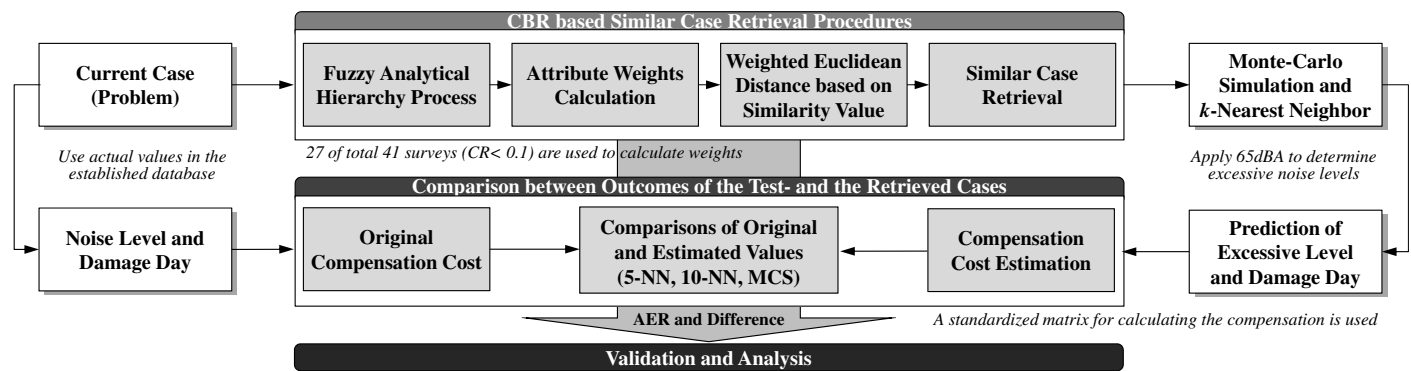 CBR based Similar Case Retrieval Procedures
Current Case
(Problem)
Fuzzy Analytical
Hierarchy Process
Attribute Weights
Calculation
Weighted Euclidean
Distance based on
Similarity Value
Similar Case
Retrieval
Monte-Carlo
Simulation and
k-Nearest Neighbor
Use actual values in the
established database
27 of total 41 surveys (CR< 0.1) are used to calculate weights
Apply 65dBA to determine
excessive noise levels
Comparison between Outcomes of the Test- and the Retrieved Cases
Noise Level and
Damage Day
Original
Compensation Cost
Comparisons of Original
and Estimated Values
(5-NN, 10-NN, MCS)
Compensation
Cost Estimation
Prediction of
Excessive Level
and Damage Day
AER and Difference
A standardized matrix for calculating the compensation is used
Validation and Analysis